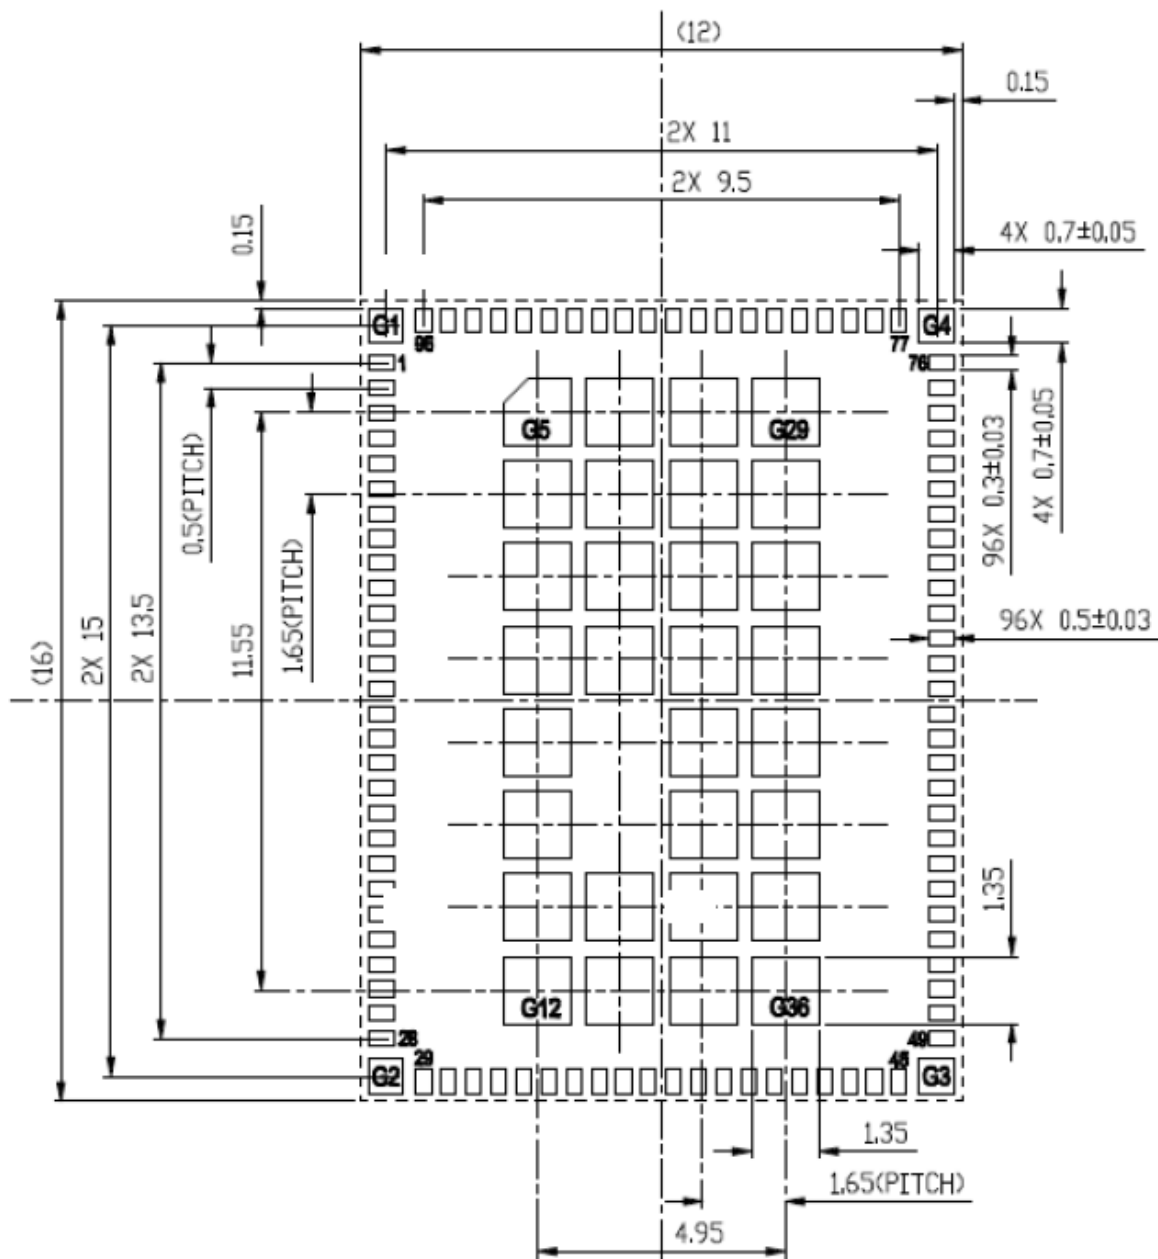 (12)
0.15
2X 11
2X 9.5
0.15
4X 0.7±0.05
G1
G4
96
77
1
76
G5
G29
0.5(PITCH)
96X 0.3±0.03
4X 0.7±0.05
1.65(PITCH)
11.55
2X 13.5
2X 15
(16)
96X 0.5±0.03
1.35
G12
G36
28
49
29
48
G2
G3
1.35
1.65(PITCH)
4.95